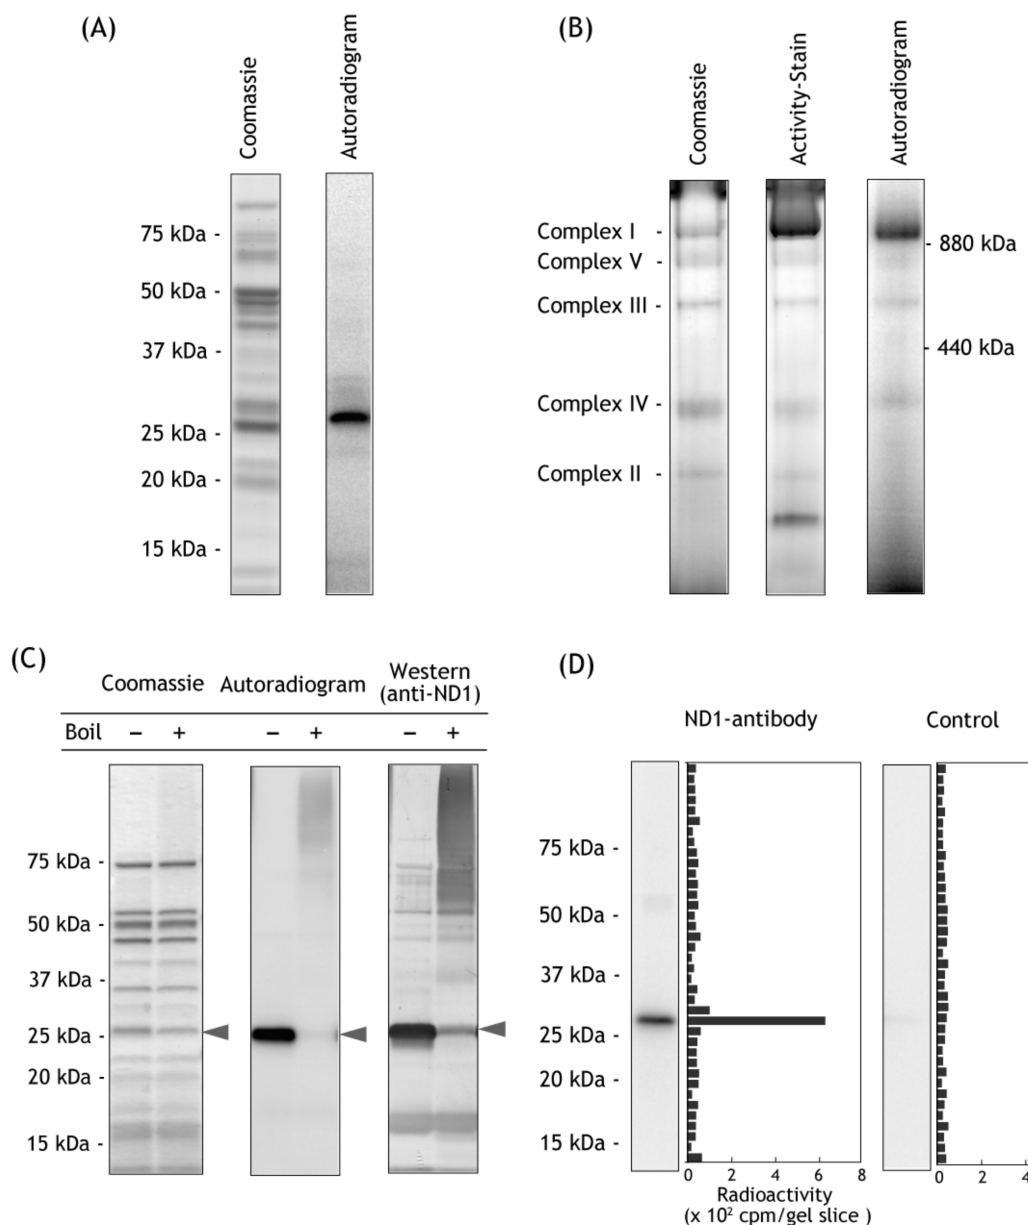 (A)
Coomassie
Autoradiogram
75 kDa -
50 kDa -
37 kDa -
25 kDa -
20 kDa -
15 kDa -
(B)
Coomassie
Activity-Stain
Autoradiogram
Complex I -
Complex V -
Complex III -
Complex IV -
Complex II -
- 880 kDa
- 440 kDa
(C)
Coomassie Autoradiogram Western
(anti-ND1)
Boil − + − + − +
75 kDa -
50 kDa -
37 kDa -
25 kDa -
20 kDa -
15 kDa -
(D)
ND1-antibody
Control
75 kDa -
50 kDa -
37 kDa -
25 kDa -
20 kDa -
15 kDa -
0 2 4 6 8
0 2 4
Radioactivity
(x 10² cpm/gel slice )